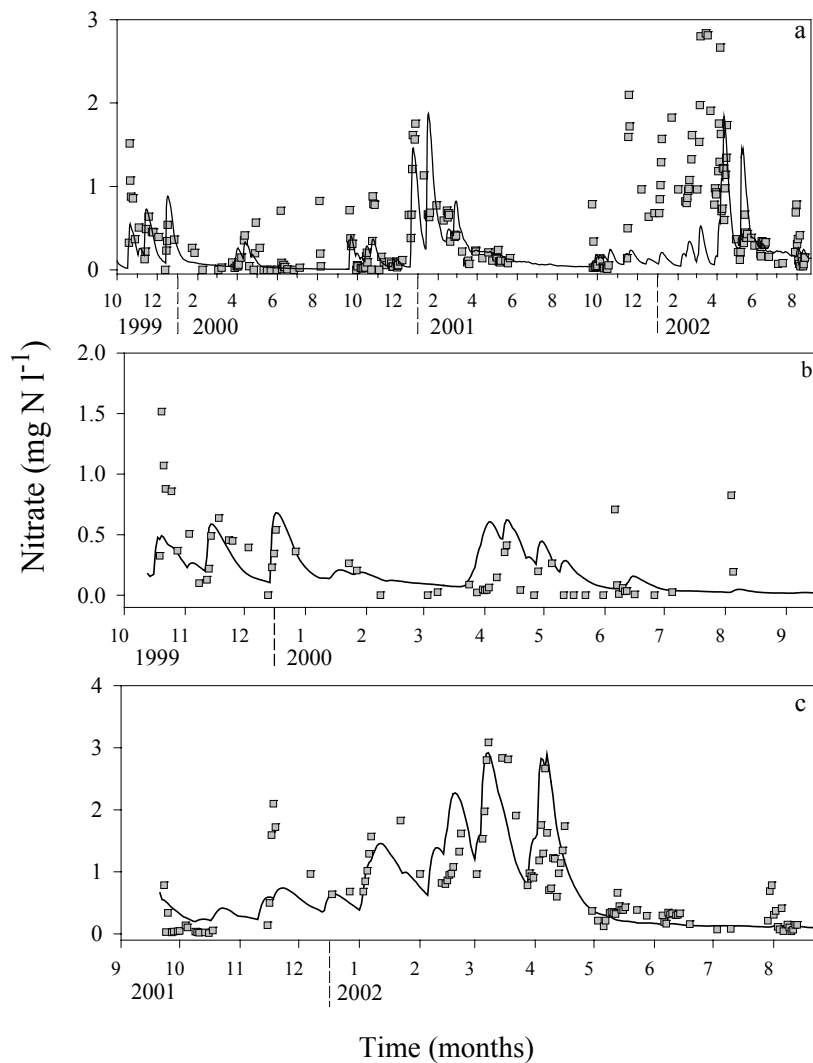 3
a
2
1
0
10 12 2 4 6 8 10 12 2 4 6 10 12 2 4 6 8
1999 2000 2001 2002
Nitrate (mg N l⁻¹)
2.0
b
1.5
1.0
0.5
0.0
10 11 12 1 2 3 4 5 6 7 8 9
1999 2000
4
c
3
2
1
0
9 10 11 12 1 2 3 4 5 6 7 8
2001 2002
Time (months)